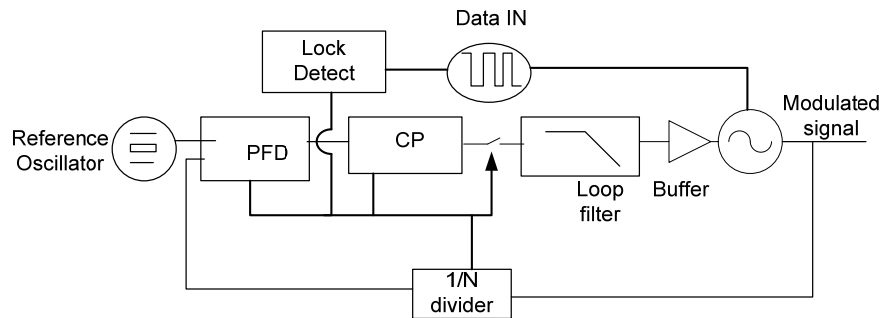 Data IN
Lock
Detect
Modulated
signal
Reference
Oscillator
PFD
CP
Loop
filter
Buffer
1/N
divider